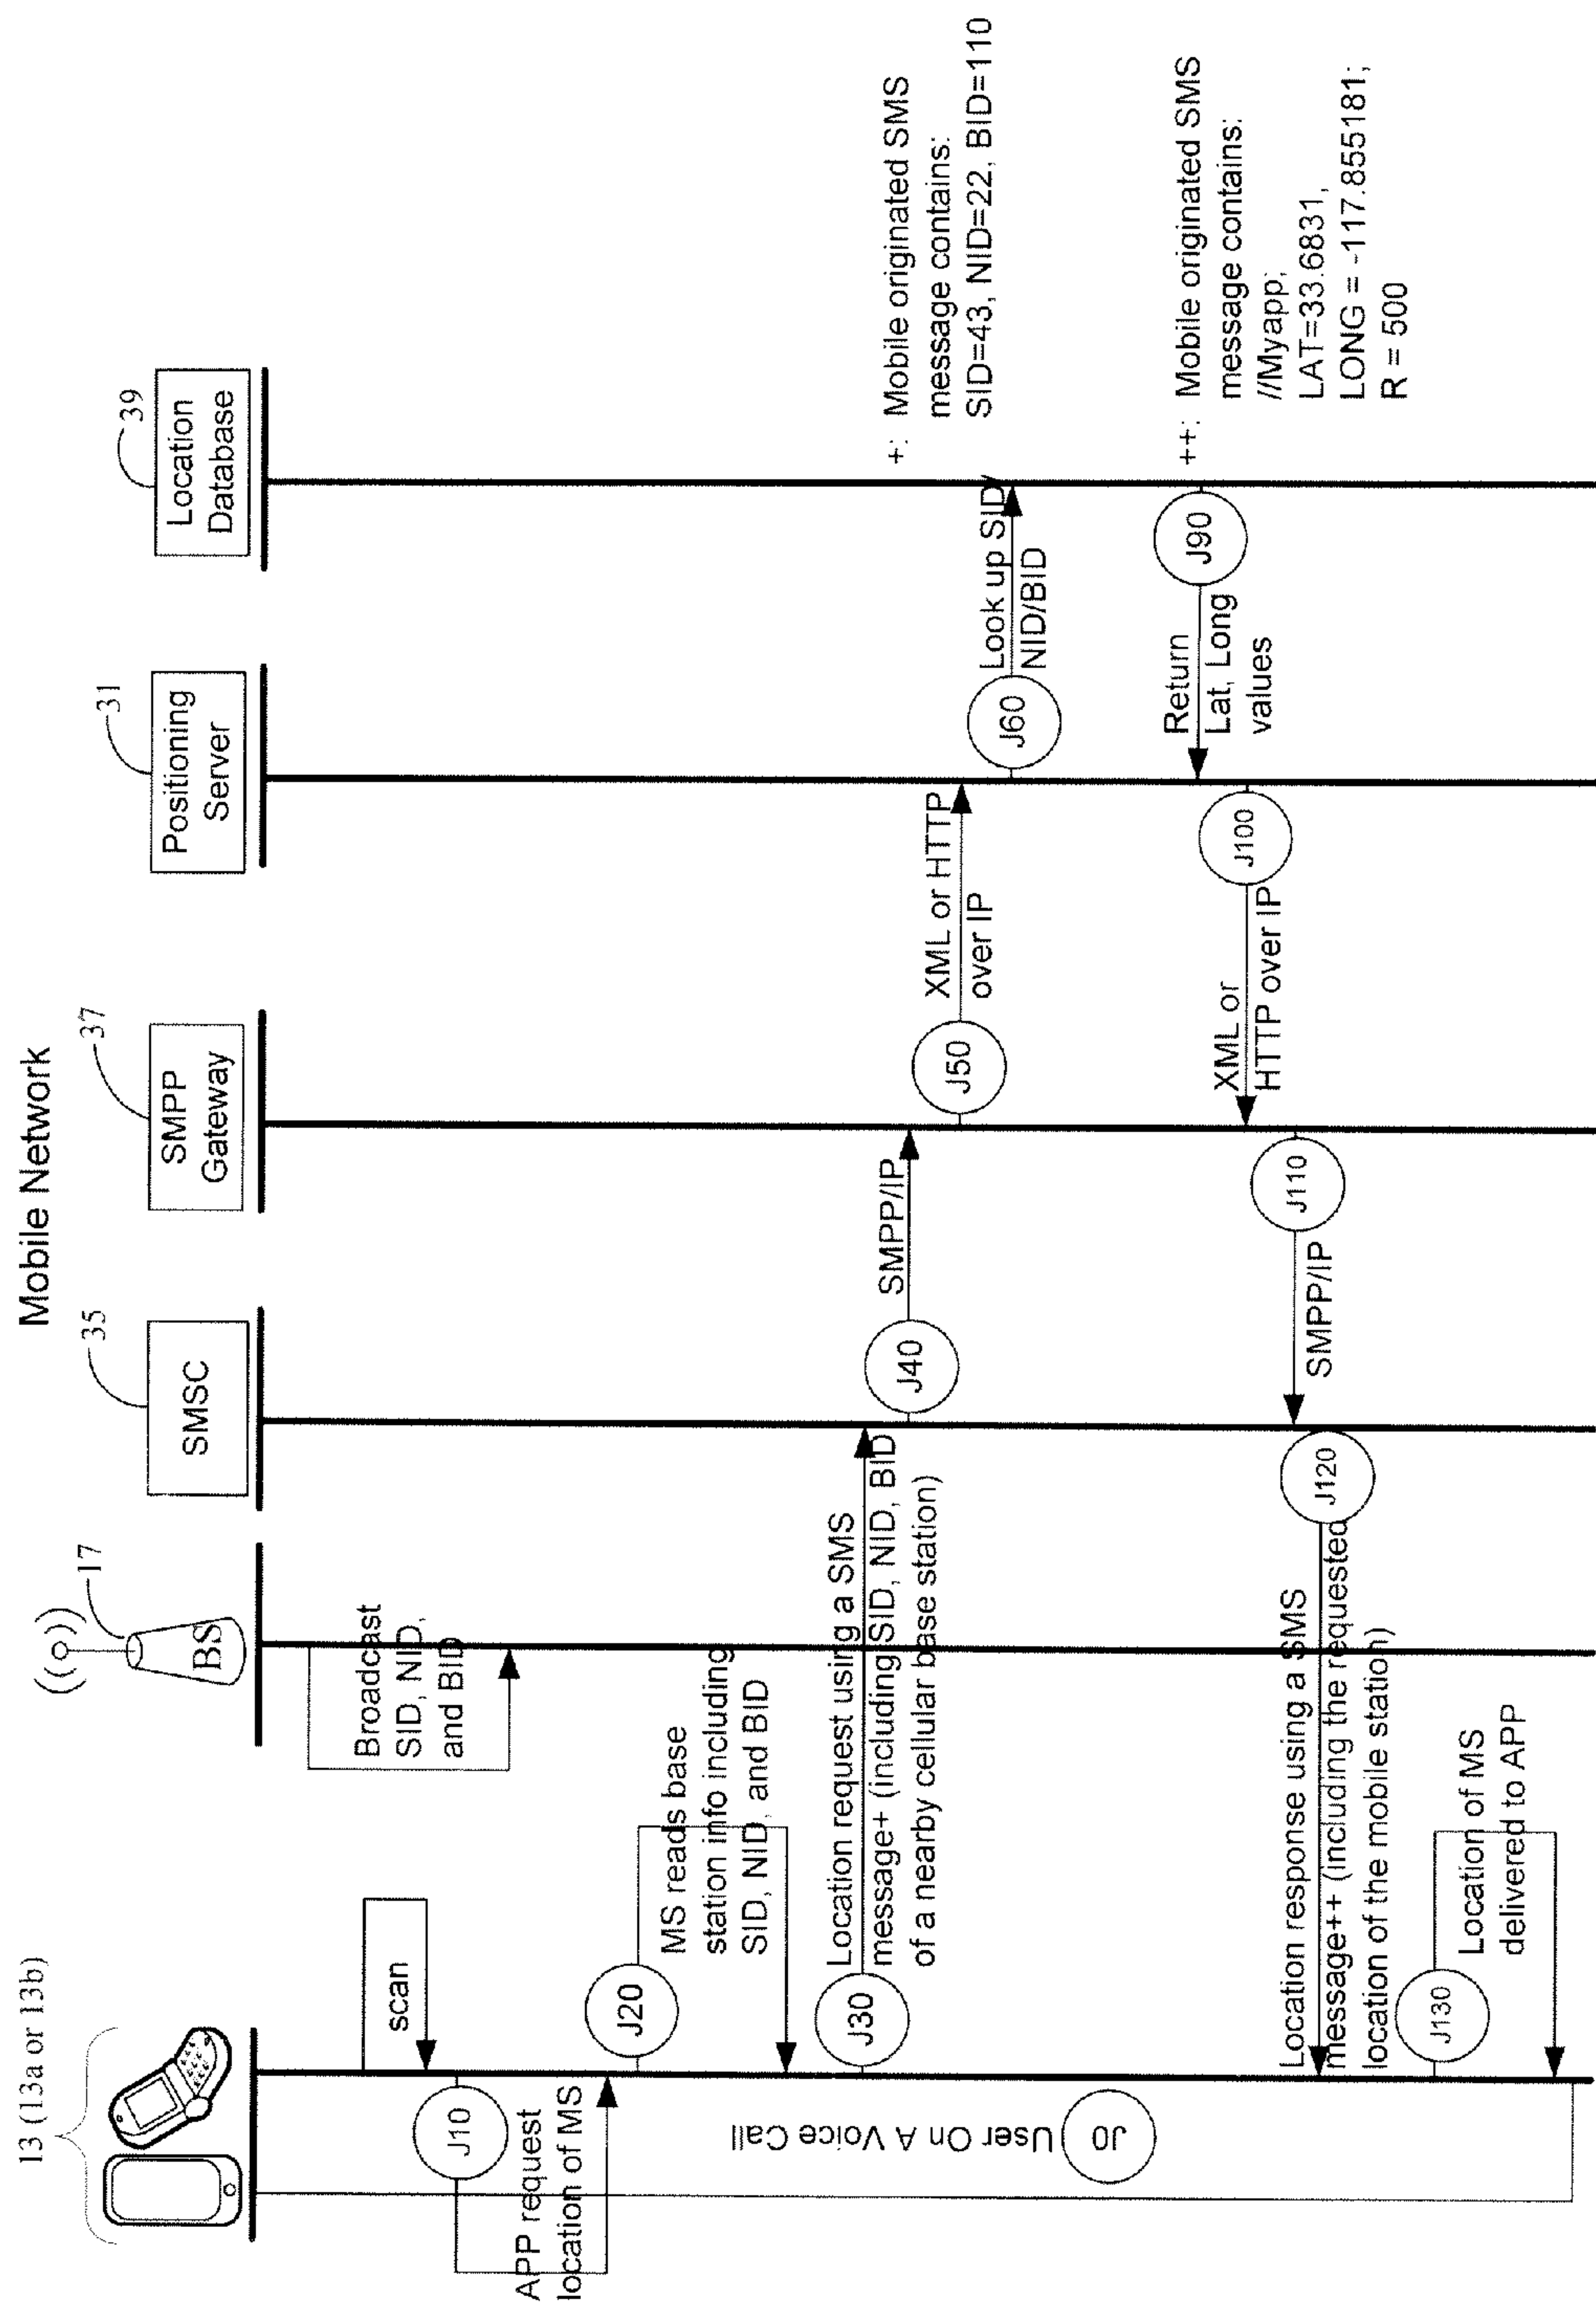 Mobile Network
13 (13a or 13b)
17
BS
35
SMSC
37
SMPP
Gateway
31
Positioning
Server
39
Location
Database
Broadcast
SID, NID,
and BID
scan
J10
APP request
location of MS
J20
MS reads base
station info including
SID, NID, and BID
J0
User On A Voice Call
J30
Location request using a SMS
message+ (including SID, NID, BID
of a nearby cellular base station)
J40
SMPP/IP
J50
XML or HTTP
over IP
J60
Look up SID/
NID/BID
+: Mobile originated SMS
message contains:
SID=43, NID=22, BID=110
J90
Return
Lat, Long
values
++: Mobile originated SMS
message contains:
//Myapp;
LAT=33.6831,
LONG = -117.855181;
R = 500
J100
XML or
HTTP over IP
J110
SMPP/IP
J120
Location response using a SMS
message++ (including the requested
location of the mobile station)
J130
Location of MS
delivered to APP